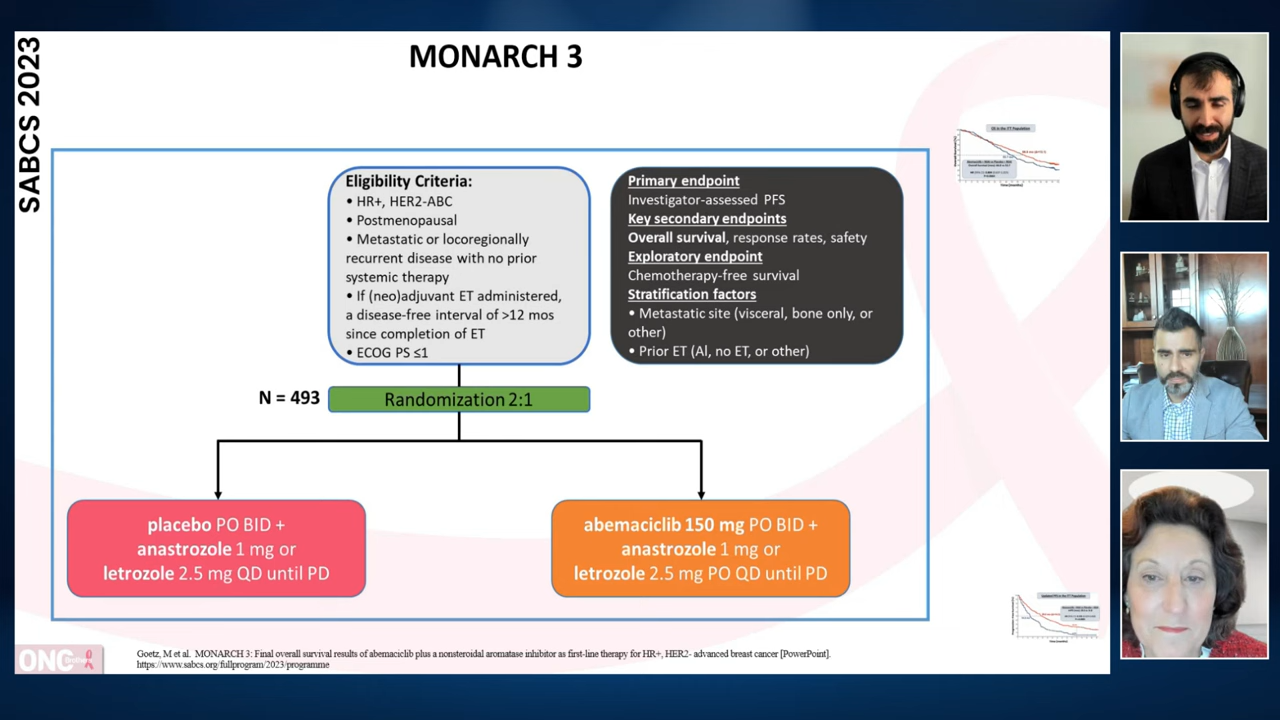 SABCS 2023
MONARCH 3
Eligibility Criteria:
• HR+, HER2-ABC
• Postmenopausal
• Metastatic or locoregionally
recurrent disease with no prior
systemic therapy
• If (neo)adjuvant ET administered,
a disease-free interval of >12 mos
since completion of ET
• ECOG PS ≤1
Primary endpoint
Investigator-assessed PFS
Key secondary endpoints
Overall survival, response rates, safety
Exploratory endpoint
Chemotherapy-free survival
Stratification factors
• Metastatic site (visceral, bone only, or
other)
• Prior ET (AI, no ET, or other)
OS in the ITT Population
N = 493
Randomization 2:1
placebo PO BID +
anastrozole 1 mg or
letrozole 2.5 mg QD until PD
abemaciclib 150 mg PO BID +
anastrozole 1 mg or
letrozole 2.5 mg PO QD until PD
ONC
Goetz, M et al. MONARCH 3: Final overall survival results of abemaciclib plus a nonsteroidal aromatase inhibitor as first-line therapy for HR+, HER2- advanced breast cancer [PowerPoint].
https://www.sabcs.org/fullprogram/2023/programme